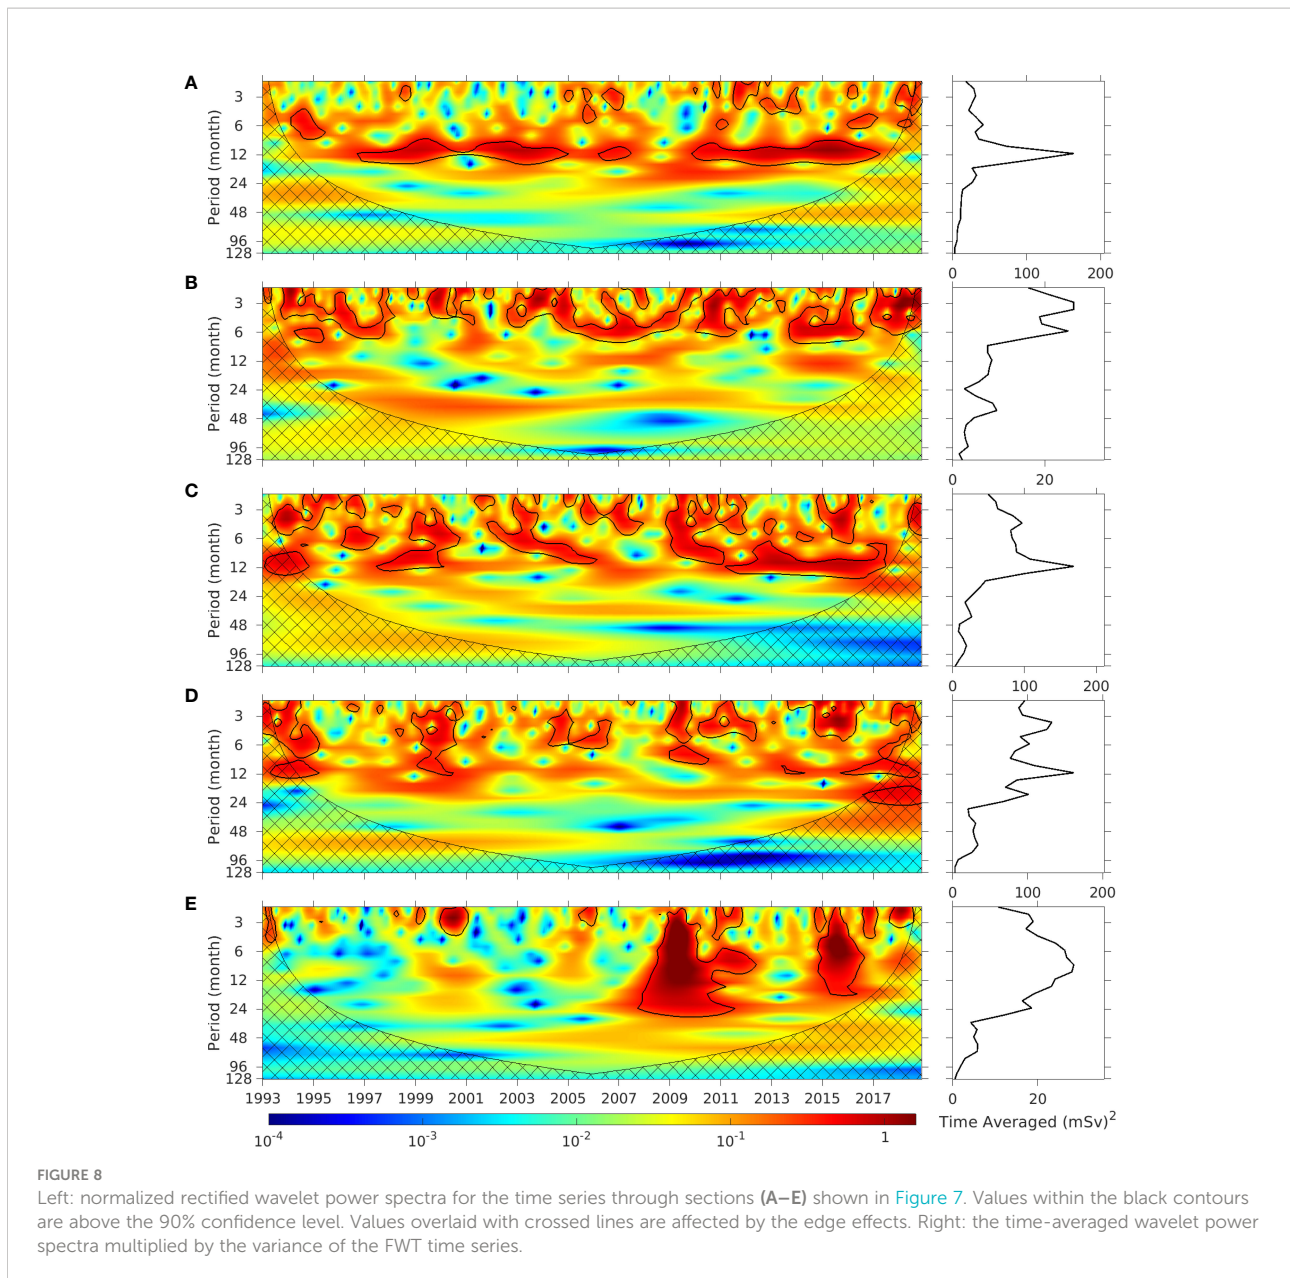 A
Period (month)
3
6
12
24
48
96
128
0 100 200
B
Period (month)
3
6
12
24
48
96
128
0 20
C
Period (month)
3
6
12
24
48
96
128
0 100 200
D
Period (month)
3
6
12
24
48
96
128
0 100 200
E
Period (month)
3
6
12
24
48
96
128
1993 1995 1997 1999 2001 2003 2005 2007 2009 2011 2013 2015 2017
0 20
Time Averaged (mSv)²
10⁻⁴ 10⁻³ 10⁻² 10⁻¹ 1
FIGURE 8
Left: normalized rectified wavelet power spectra for the time series through sections (A–E) shown in Figure 7. Values within the black contours
are above the 90% confidence level. Values overlaid with crossed lines are affected by the edge effects. Right: the time-averaged wavelet power
spectra multiplied by the variance of the FWT time series.